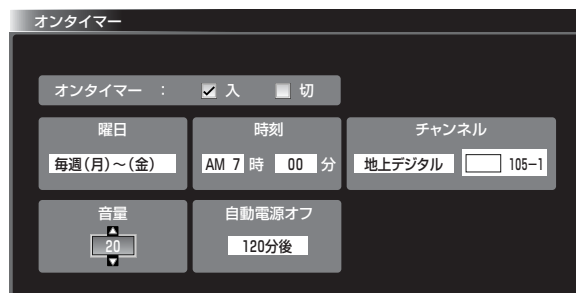 オンタイマー
オンタイマー : 入 切
曜日
毎週(月)~(金)
時刻
AM 7 時 00 分
チャンネル
地上デジタル 105-1
音量
20
自動電源オフ
120分後